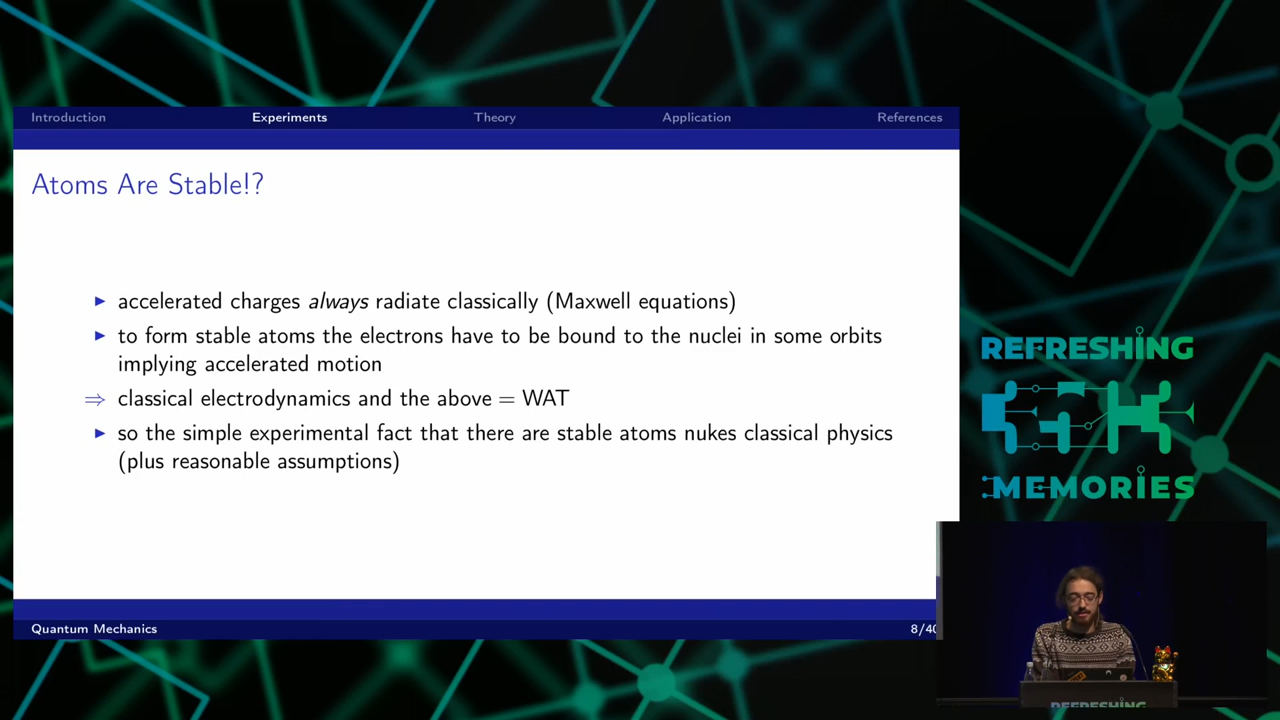 Introduction Experiments Theory Application References
Atoms Are Stable!?
▶ accelerated charges always radiate classically (Maxwell equations)
▶ to form stable atoms the electrons have to be bound to the nuclei in some orbits
implying accelerated motion
⇒ classical electrodynamics and the above = WAT
▶ so the simple experimental fact that there are stable atoms nukes classical physics
(plus reasonable assumptions)
Quantum Mechanics 8/40
REFRESHING
MEMORIES
REFRESHING